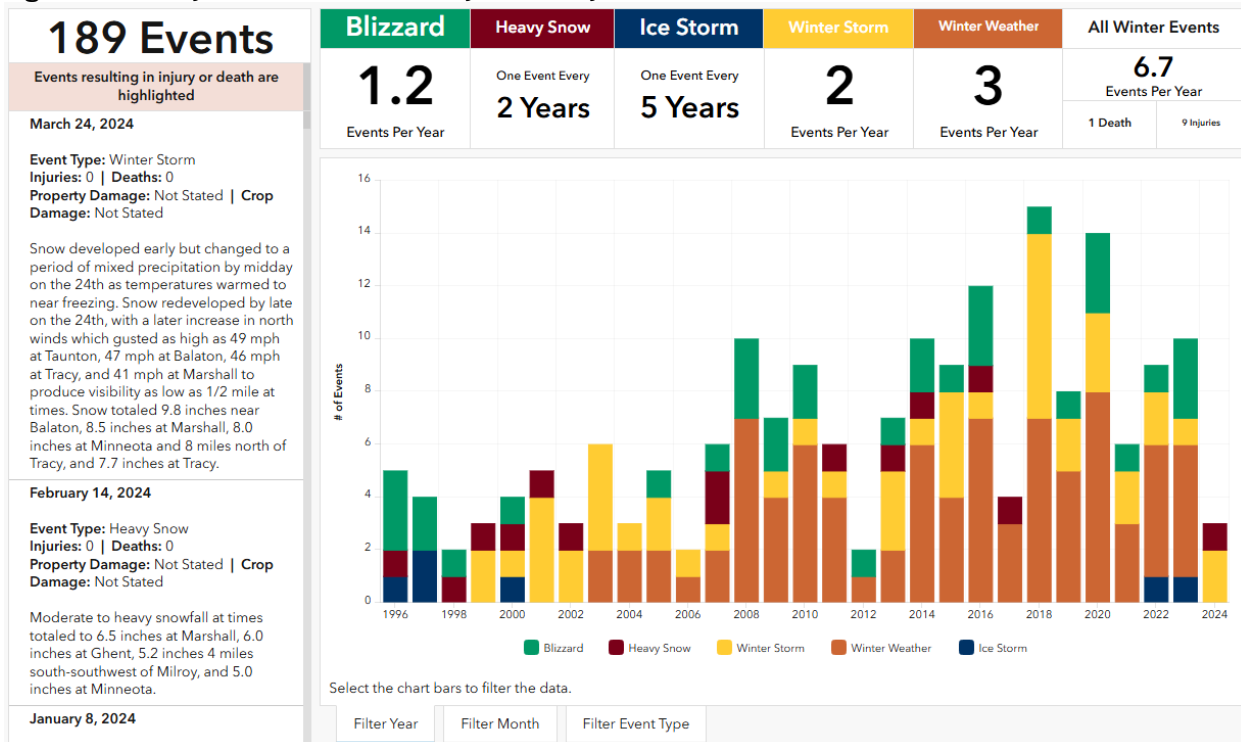 189 Events
Events resulting in injury or death are
highlighted
March 24, 2024
Event Type: Winter Storm
Injuries: 0 | Deaths: 0
Property Damage: Not Stated | Crop
Damage: Not Stated
Snow developed early but changed to a
period of mixed precipitation by midday
on the 24th as temperatures warmed to
near freezing. Snow redeveloped by late
on the 24th, with a later increase in north
winds which gusted as high as 49 mph
at Taunton, 47 mph at Balaton, 46 mph
at Tracy, and 41 mph at Marshall to
produce visibility as low as 1/2 mile at
times. Snow totaled 9.8 inches near
Balaton, 8.5 inches at Marshall, 8.0
inches at Minneota and 8 miles north of
Tracy, and 7.7 inches at Tracy.
February 14, 2024
Event Type: Heavy Snow
Injuries: 0 | Deaths: 0
Property Damage: Not Stated | Crop
Damage: Not Stated
Moderate to heavy snowfall at times
totaled to 6.5 inches at Marshall, 6.0
inches at Ghent, 5.2 inches 4 miles
south-southwest of Milroy, and 5.0
inches at Minneota.
January 8, 2024
Blizzard
1.2
Events Per Year
Heavy Snow
One Event Every
2 Years
Ice Storm
One Event Every
5 Years
Winter Storm
2
Events Per Year
Winter Weather
3
Events Per Year
All Winter Events
6.7
Events Per Year
1 Death
9 Injuries
# of Events
16
14
12
10
8
6
4
2
0
1996 1998 2000 2002 2004 2006 2008 2010 2012 2014 2016 2018 2020 2022 2024
Blizzard Heavy Snow Winter Storm Winter Weather Ice Storm
Select the chart bars to filter the data.
Filter Year Filter Month Filter Event Type